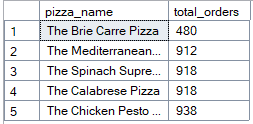 pizza_name total_orders
1 The Brie Carre Pizza 480
2 The Mediterranean... 912
3 The Spinach Supre... 918
4 The Calabrese Pizza 918
5 The Chicken Pesto ... 938